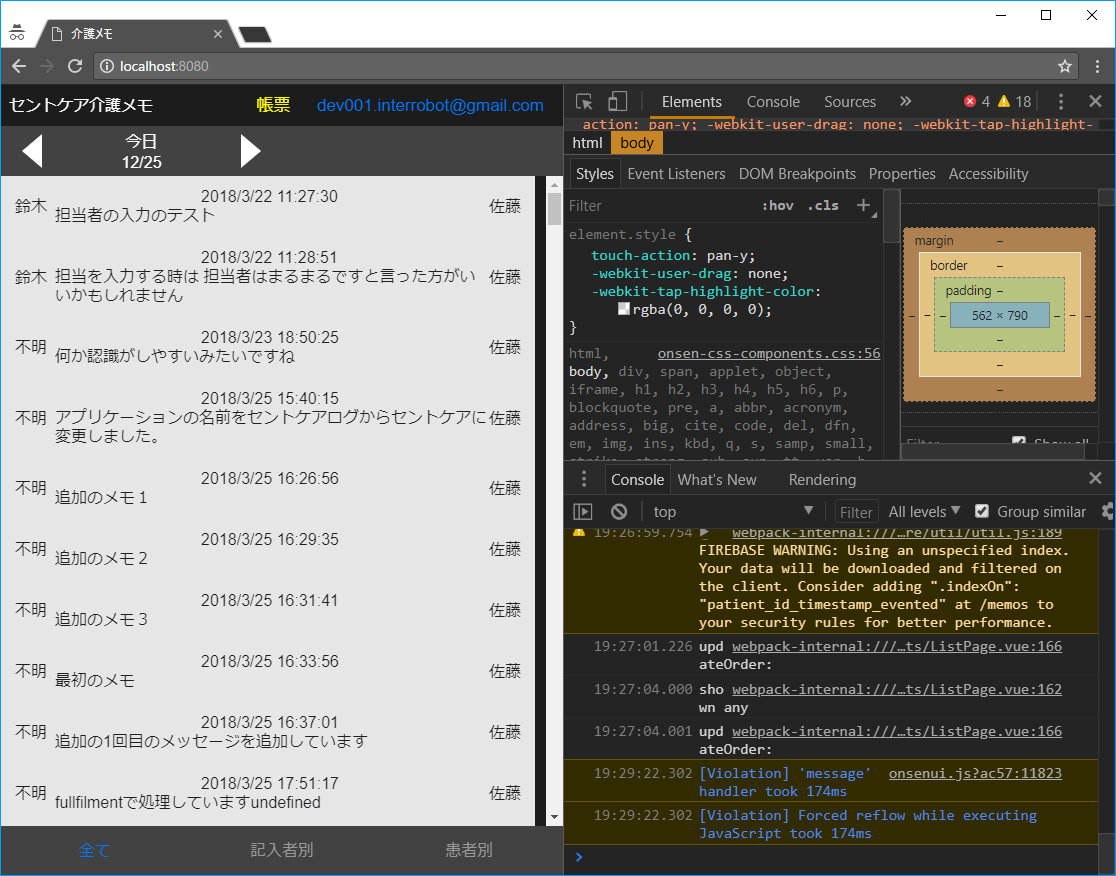 介護メモ
localhost:8080
セントケア介護メモ 帳票 dev001.interrobot@gmail.com
今日
12/25
2018/3/22 11:27:30
鈴木 担当者の入力のテスト 佐藤
2018/3/22 11:28:51
鈴木 担当を入力する時は 担当者はまるまるですと言った方がい 佐藤
いかもしれません
2018/3/23 18:50:25
不明 何か認識がしやすいみたいですね 佐藤
2018/3/25 15:40:15
不明 アプリケーションの名前をセントケアログからセントケアに 佐藤
変更しました。
2018/3/25 16:26:56
不明 追加のメモ１ 佐藤
2018/3/25 16:29:35
不明 追加のメモ２ 佐藤
2018/3/25 16:31:41
不明 追加のメモ３ 佐藤
2018/3/25 16:33:56
不明 最初のメモ 佐藤
2018/3/25 16:37:01
不明 追加の1回目のメッセージを追加しています 佐藤
2018/3/25 17:51:17
不明 fullfilmentで処理していますundefined 佐藤
全て 記入者別 患者別
Elements Console Sources » 4 18
action: pan-y; -webkit-user-drag: none; -webkit-tap-highlight-
html body
Styles Event Listeners DOM Breakpoints Properties Accessibility
Filter :hov .cls +
element.style {
touch-action: pan-y;
-webkit-user-drag: none;
-webkit-tap-highlight-color:
rgba(0, 0, 0, 0);
}
html, onsen-css-components.css:56
body, div, span, applet, object,
iframe, h1, h2, h3, h4, h5, h6, p,
blockquote, pre, a, abbr, acronym,
address, big, cite, code, del, dfn,
em, img, ins, kbd, q, s, samp, small,
strike, strong, sub, sup, tt, var, b,
margin –
border –
padding –
– – – 562 × 790 – – –
–
–
–
Filter Show all
Console What's New Rendering
top Filter All levels Group similar
19:26:59.754 webpack-internal:///…re/util/util.js:189
FIREBASE WARNING: Using an unspecified index.
Your data will be downloaded and filtered on
the client. Consider adding ".indexOn":
"patient_id_timestamp_evented" at /memos to
your security rules for better performance.
19:27:01.226 upd webpack-internal:///…ts/ListPage.vue:166
ateOrder:
19:27:04.000 sho webpack-internal:///…ts/ListPage.vue:162
wn any
19:27:04.001 upd webpack-internal:///…ts/ListPage.vue:166
ateOrder:
19:29:22.302 [Violation] 'message' onsenui.js?ac57:11823
handler took 174ms
19:29:22.302 [Violation] Forced reflow while executing
JavaScript took 174ms